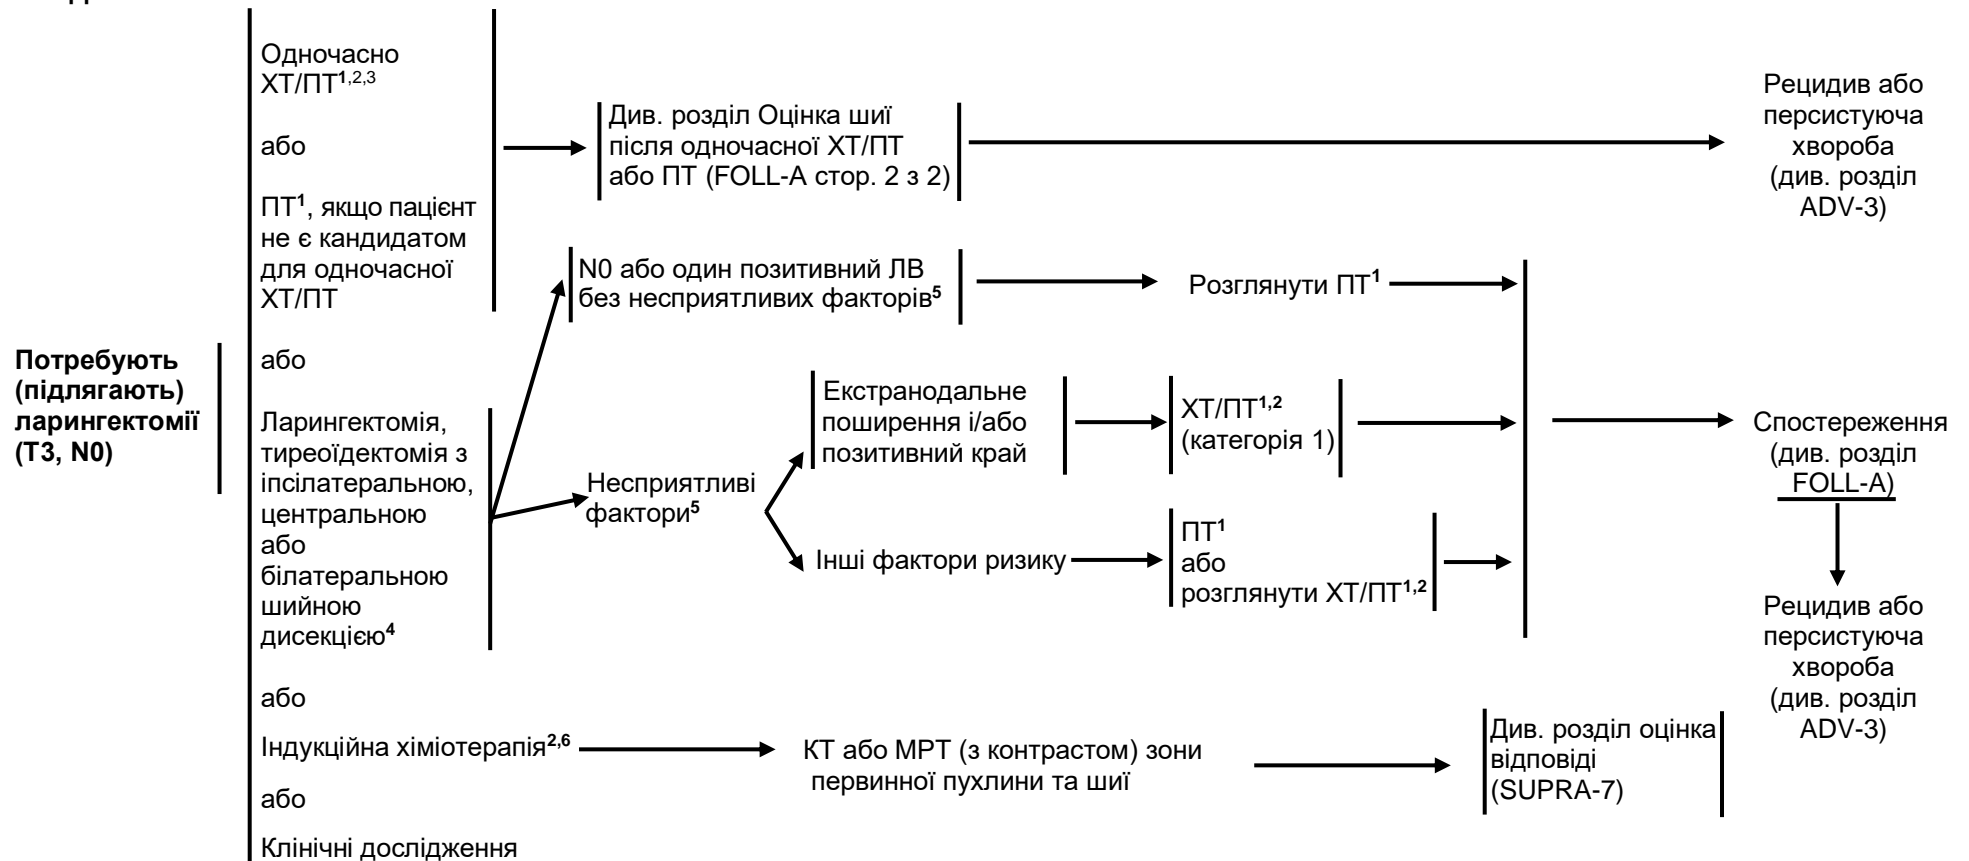 Потребують
(підлягають)
ларингектомії
(T3, N0)
Одночасно
ХТ/ПТ1,2,3
або
ПТ1, якщо пацієнт
не є кандидатом
для одночасної
ХТ/ПТ
або
Ларингектомія,
тиреоїдектомія з
іпсілатеральною,
центральною
або
білатеральною
шийною
дисекцією4
або
Індукційна хіміотерапія2,6
або
Клінічні дослідження
Див. розділ Оцінка шиї
після одночасної ХТ/ПТ
або ПТ (FOLL-A стор. 2 з 2)
Рецидив або
персистуюча
хвороба
(див. розділ
ADV-3)
N0 або один позитивний ЛВ
без несприятливих факторів5
Розглянути ПТ1
Несприятливі
фактори5
Екстранодальне
поширення і/або
позитивний край
ХТ/ПТ1,2
(категорія 1)
Інші фактори ризику
ПТ1
або
розглянути ХТ/ПТ1,2
Спостереження
(див. розділ
FOLL-A)
Рецидив або
персистуюча
хвороба
(див. розділ
ADV-3)
КТ або МРТ (з контрастом) зони
первинної пухлини та шиї
Див. розділ оцінка
відповіді
(SUPRA-7)